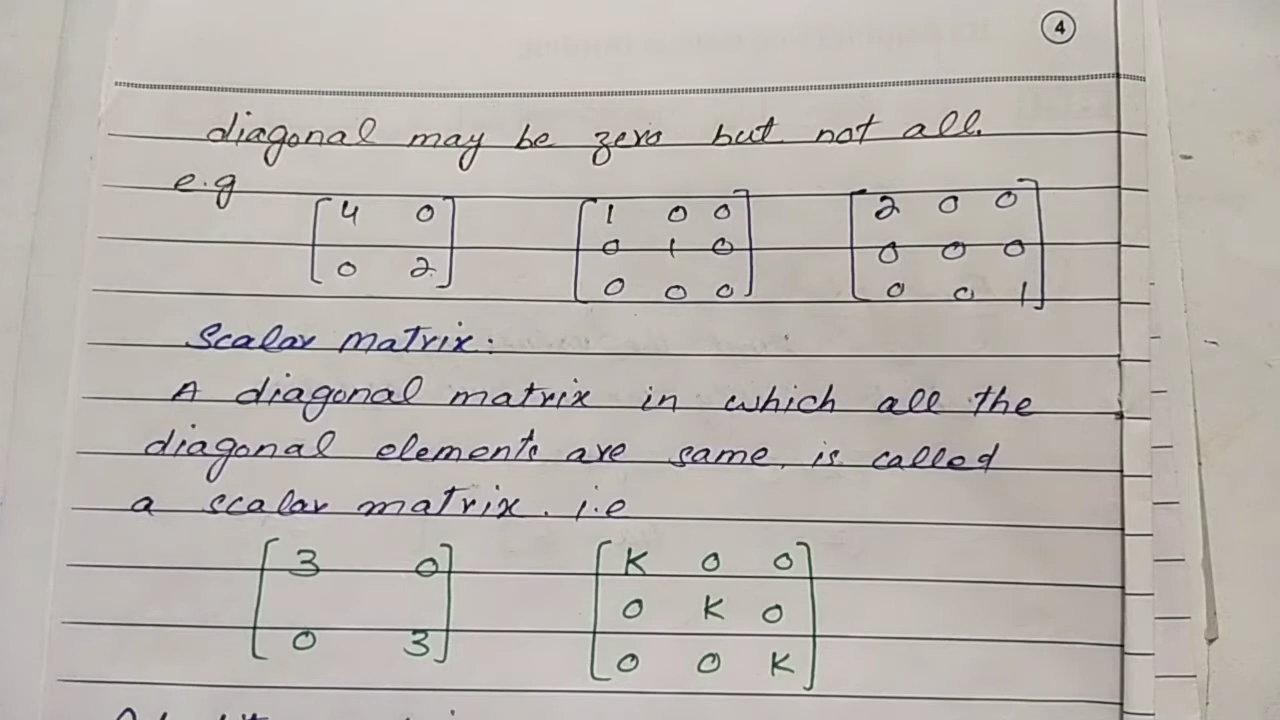 4
diagonal may be zero but not all.
e.g
[4 0 [1 0 0 [2 0 0
0 1 0 0 0 0
0 2] 0 0 0] 0 0 1]
Scalar matrix:
A diagonal matrix in which all the
diagonal elements are same, is called
a scalar matrix. i.e
[3 0] [K 0 0]
0 K 0
[0 3] [0 0 K]